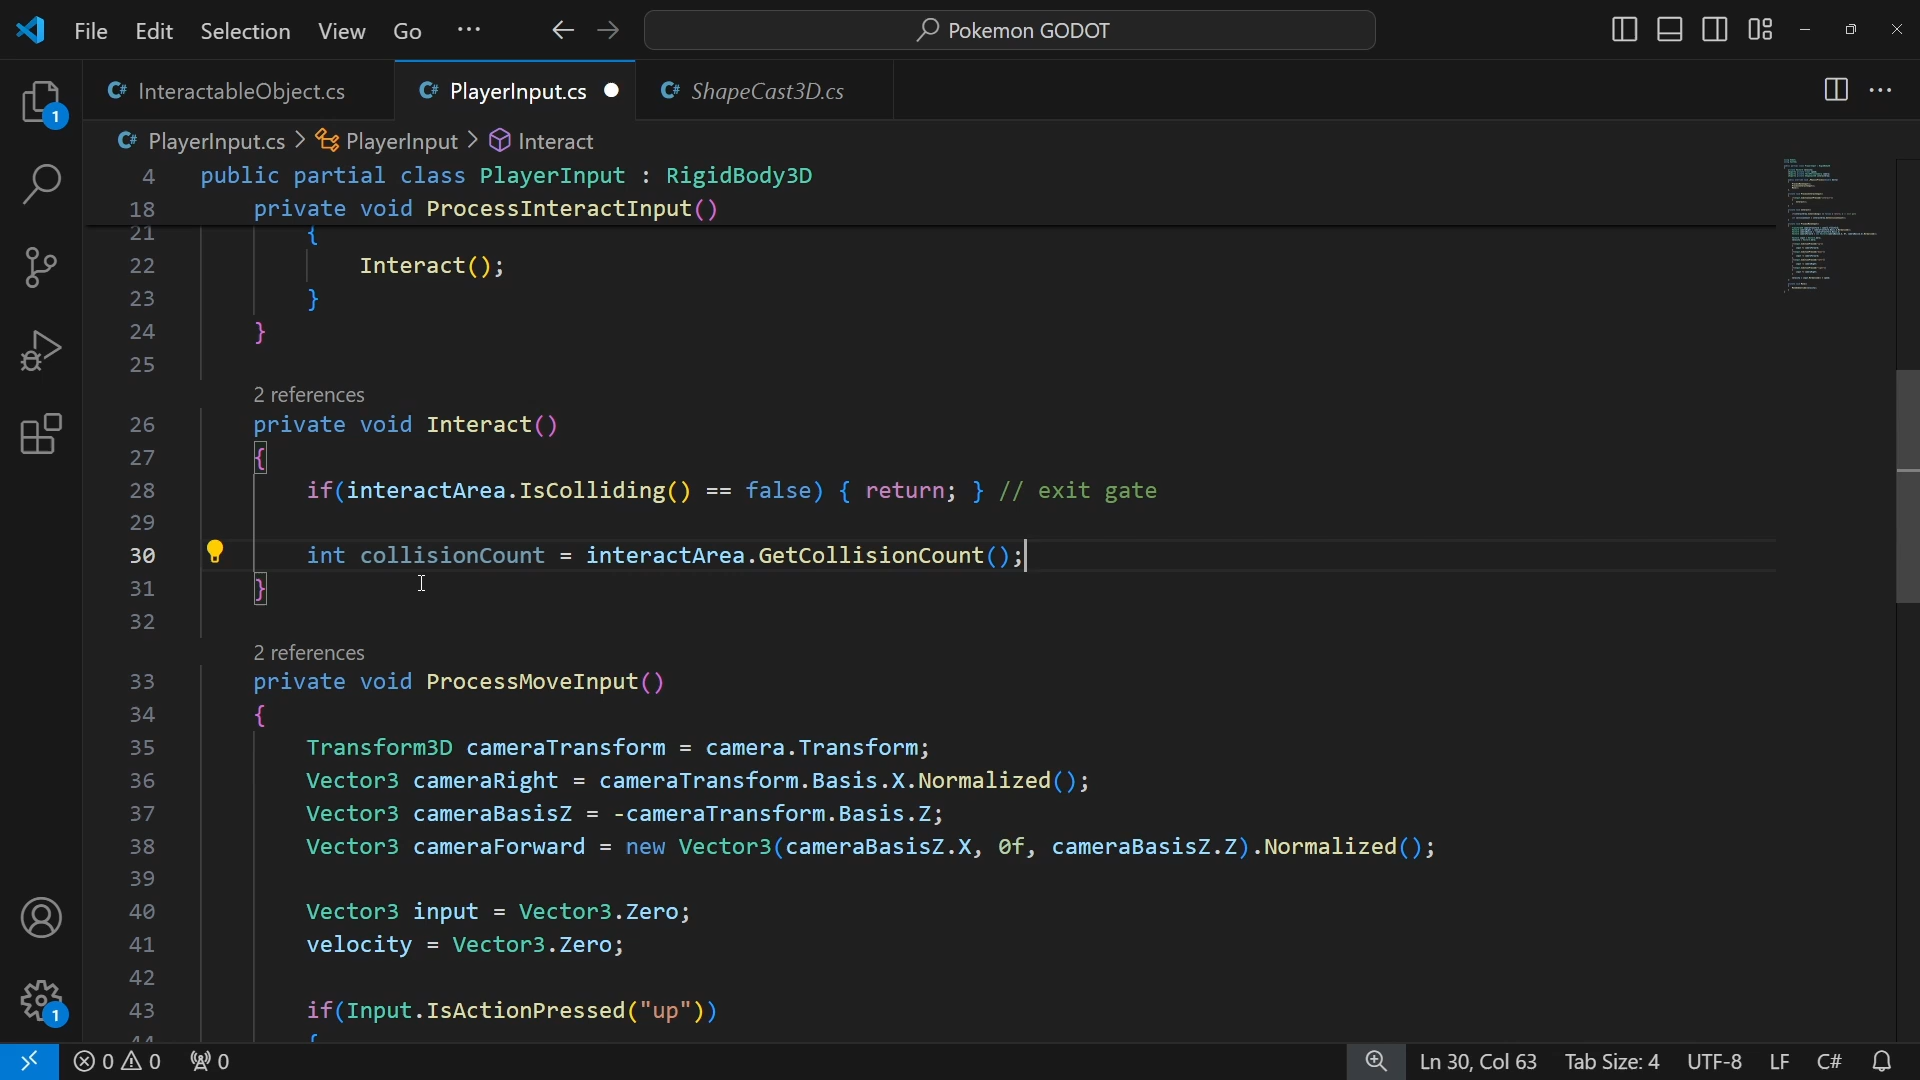 File Edit Selection View Go ··· Pokemon GODOT
InteractableObject.cs PlayerInput.cs ShapeCast3D.cs
PlayerInput.cs > PlayerInput > Interact
4 public partial class PlayerInput : RigidBody3D
18 private void ProcessInteractInput()
21 {
22 Interact();
23 }
24 }
25
2 references
26 private void Interact()
27 {
28 if(interactArea.IsColliding() == false) { return; } // exit gate
29
30 int collisionCount = interactArea.GetCollisionCount();
31 }
32
2 references
33 private void ProcessMoveInput()
34 {
35 Transform3D cameraTransform = camera.Transform;
36 Vector3 cameraRight = cameraTransform.Basis.X.Normalized();
37 Vector3 cameraBasisZ = -cameraTransform.Basis.Z;
38 Vector3 cameraForward = new Vector3(cameraBasisZ.X, 0f, cameraBasisZ.Z).Normalized();
39
40 Vector3 input = Vector3.Zero;
41 velocity = Vector3.Zero;
42
43 if(Input.IsActionPressed("up"))
44 {
1
1
0 0 0 Ln 30, Col 63 Tab Size: 4 UTF-8 LF C#